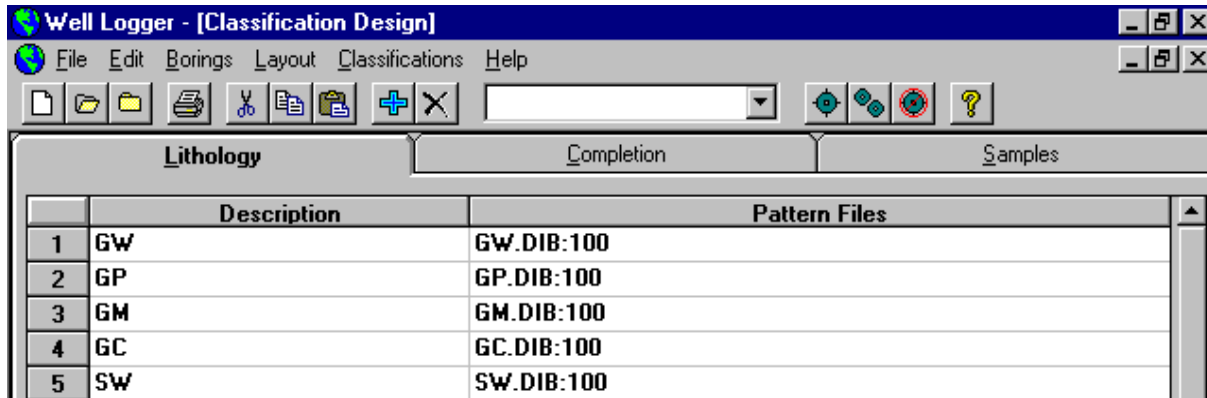 Well Logger - [Classification Design]
File Edit Borings Layout Classifications Help
Lithology Completion Samples
Description Pattern Files
1 GW GW.DIB:100
2 GP GP.DIB:100
3 GM GM.DIB:100
4 GC GC.DIB:100
5 SW SW.DIB:100